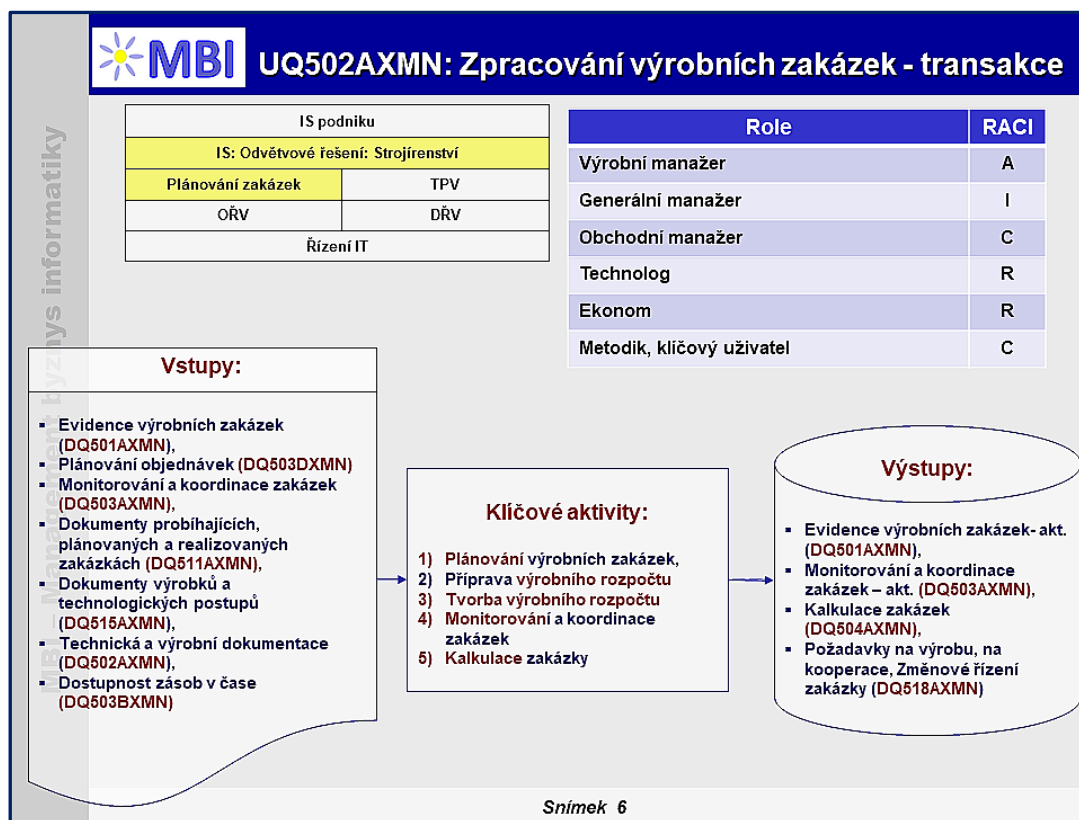 MBI
UQ502AXMN: Zpracování výrobních zakázek - transakce
MBI – Management byznys informatiky
IS podniku
IS: Odvětvové řešení: Strojírenství
Plánování zakázek
TPV
OŘV
DŘV
Řízení IT
Role
RACI
Výrobní manažer
A
Generální manažer
I
Obchodní manažer
C
Technolog
R
Ekonom
R
Metodik, klíčový uživatel
C
Vstupy:
▪ Evidence výrobních zakázek
(DQ501AXMN),
▪ Plánování objednávek (DQ503DXMN)
▪ Monitorování a koordinace zakázek
(DQ503AXMN),
▪ Dokumenty probíhajících,
plánovaných a realizovaných
zakázkách (DQ511AXMN),
▪ Dokumenty výrobků a
technologických postupů
(DQ515AXMN),
▪ Technická a výrobní dokumentace
(DQ502AXMN),
▪ Dostupnost zásob v čase
(DQ503BXMN)
Klíčové aktivity:
1) Plánování výrobních zakázek,
2) Příprava výrobního rozpočtu
3) Tvorba výrobního rozpočtu
4) Monitorování a koordinace
zakázek
5) Kalkulace zakázky
Výstupy:
▪ Evidence výrobních zakázek- akt.
(DQ501AXMN),
▪ Monitorování a koordinace
zakázek – akt. (DQ503AXMN),
▪ Kalkulace zakázek
(DQ504AXMN),
▪ Požadavky na výrobu, na
kooperace, Změnové řízení
zakázky (DQ518AXMN)
Snímek 6